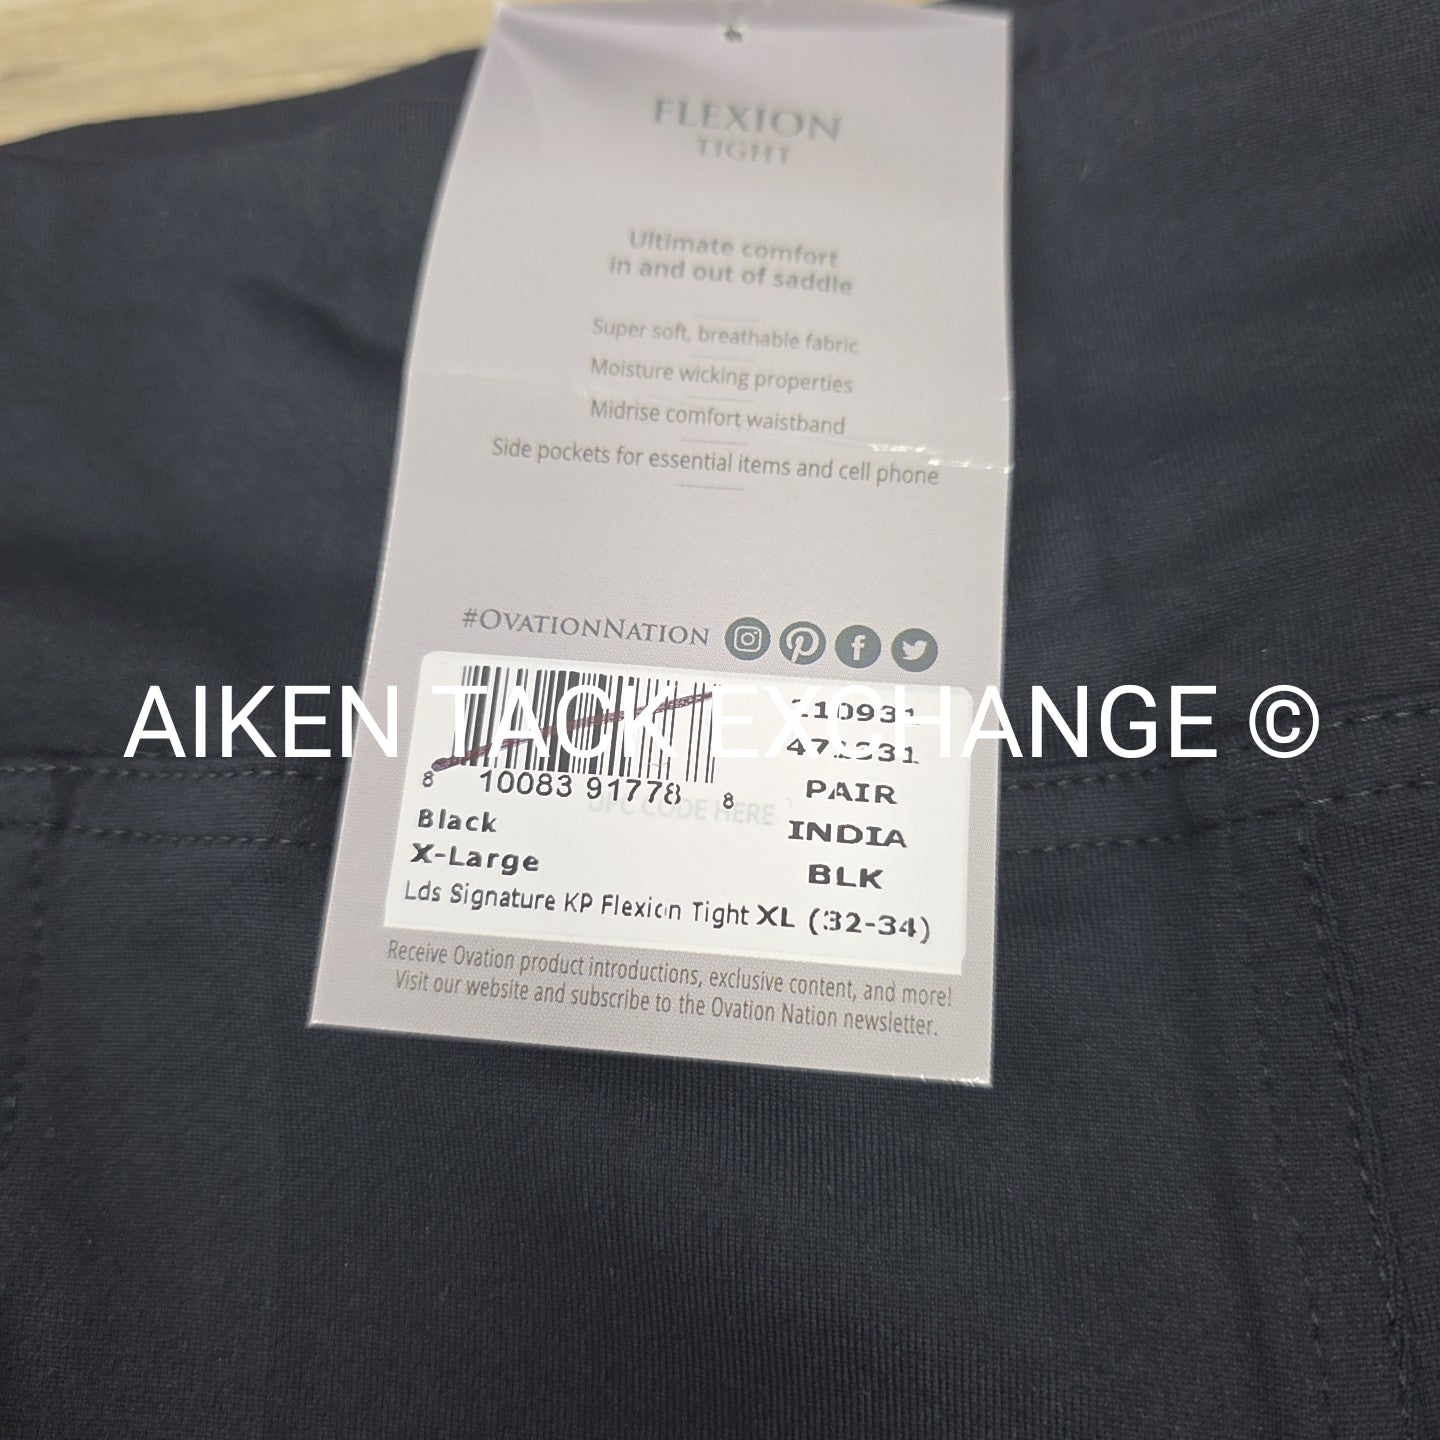 FLEXION
TIGHT
Ultimate comfort
in and out of saddle
Super soft, breathable fabric
Moisture wicking properties
Midrise comfort waistband
Side pockets for essential items and cell phone
#OVATIONNATION
AIKEN TACK EXCHANGE ©
8 10083 91778 8
UPC CODE HERE
PAIR
INDIA
BLK
Black
X-Large
Lds Signature KP Flexion Tight XL (32-34)
Receive Ovation product introductions, exclusive content, and more!
Visit our website and subscribe to the Ovation Nation newsletter.